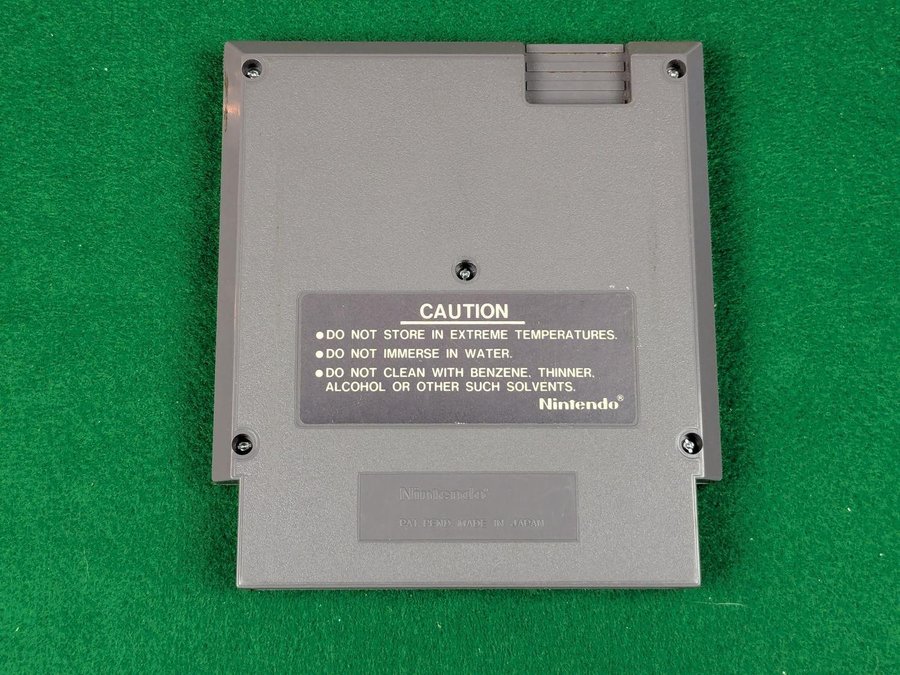 CAUTION
●DO NOT STORE IN EXTREME TEMPERATURES.
●DO NOT IMMERSE IN WATER.
●DO NOT CLEAN WITH BENZENE, THINNER,
ALCOHOL OR OTHER SUCH SOLVENTS.
Nintendo®
Nintendo®
PAT. PEND. MADE IN JAPAN